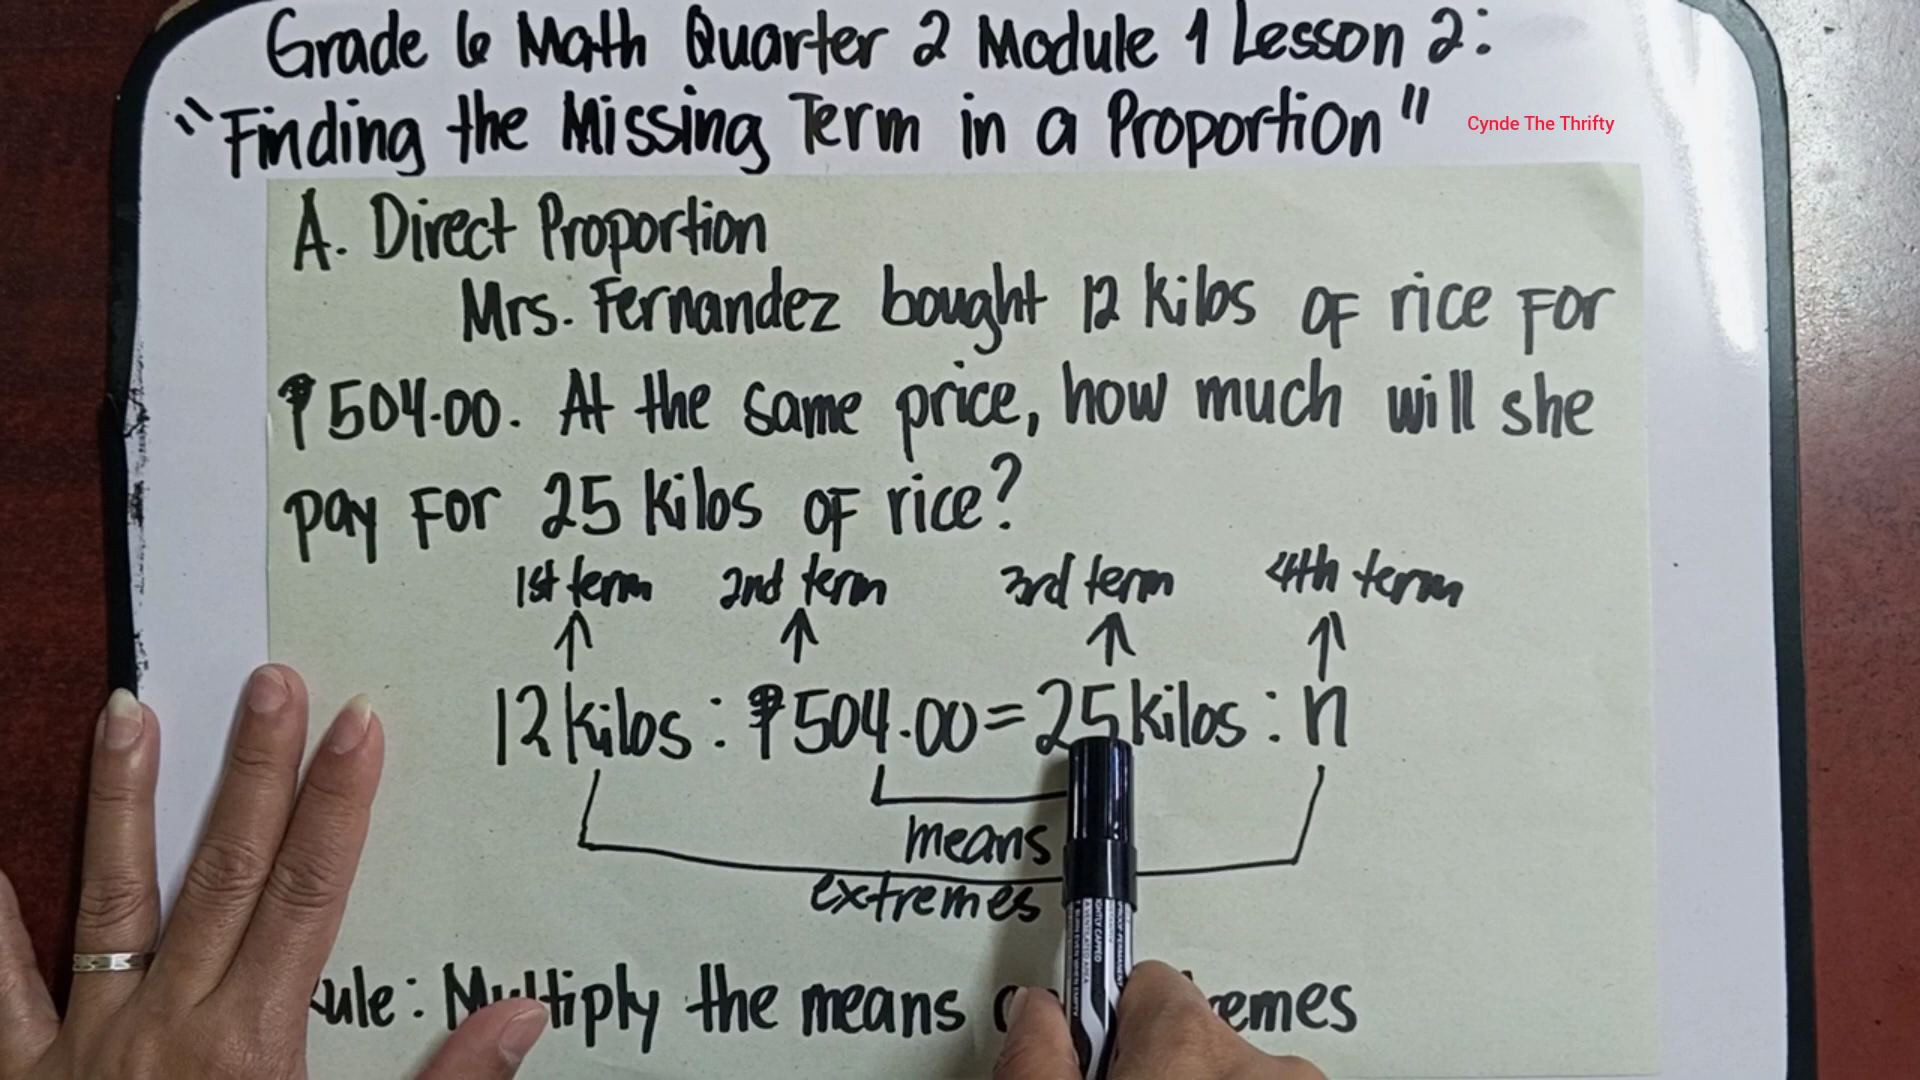 Grade 6 Math Quarter 2 Module 1 Lesson 2:
"Finding the Missing Term in a Proportion"
Cynde The Thrifty
A. Direct Proportion
Mrs. Fernandez bought 12 kilos of rice for
₱504.00. At the same price, how much will she
pay for 25 kilos of rice?
1st term 2nd term 3rd term 4th term
12 kilos : ₱504.00 = 25 kilos : n
means
extremes
Multiply the means